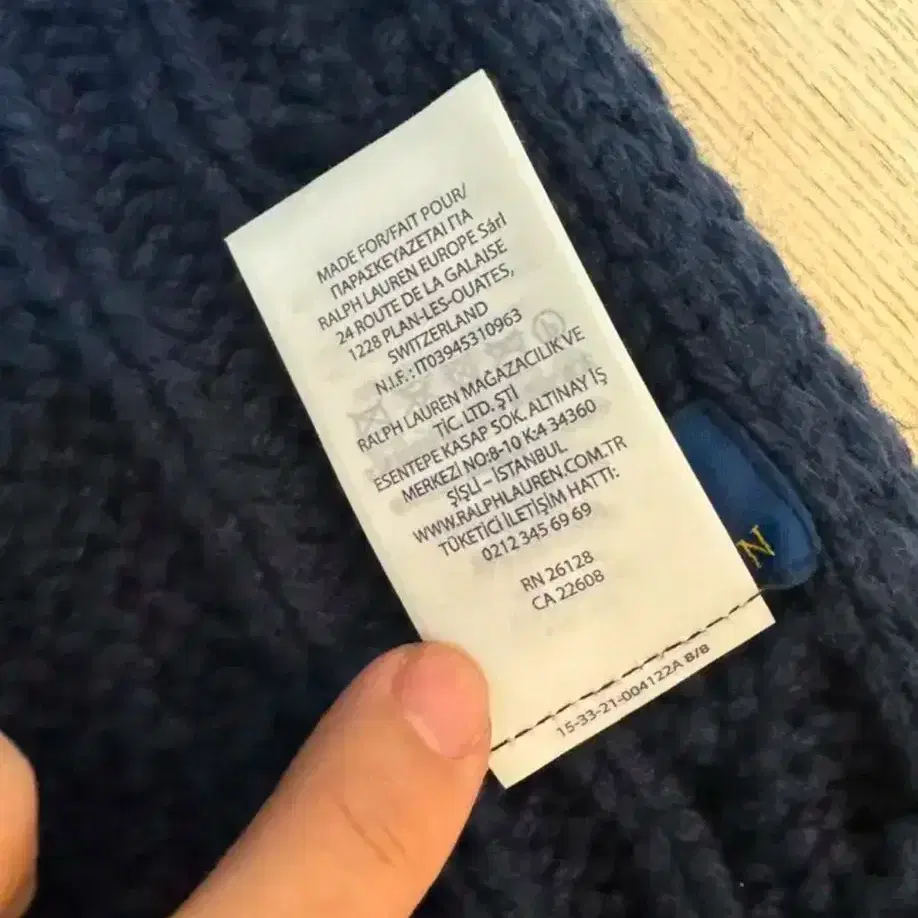 MADE FOR/FAIT POUR/
ΠΑΡΑΣΚΕΥΑΖΕΤΑΙ ΓΙΑ
RALPH LAUREN EUROPE Sárl
24 ROUTE DE LA GALAISE
1228 PLAN-LES-OUATES,
SWITZERLAND
N.I.F.: IT03945310963
RALPH LAUREN MAĞAZACILIK VE
TİC. LTD. ŞTİ
ESENTEPE KASAP SOK. ALTINAY İŞ
MERKEZİ NO:8-10 K:4 34360
ŞİŞLİ – İSTANBUL
WWW.RALPHLAUREN.COM.TR
TÜKETİCİ İLETİŞİM HATTI:
0212 345 69 69
RN 26128
CA 22608
15-33-21-004122A 8/8
N